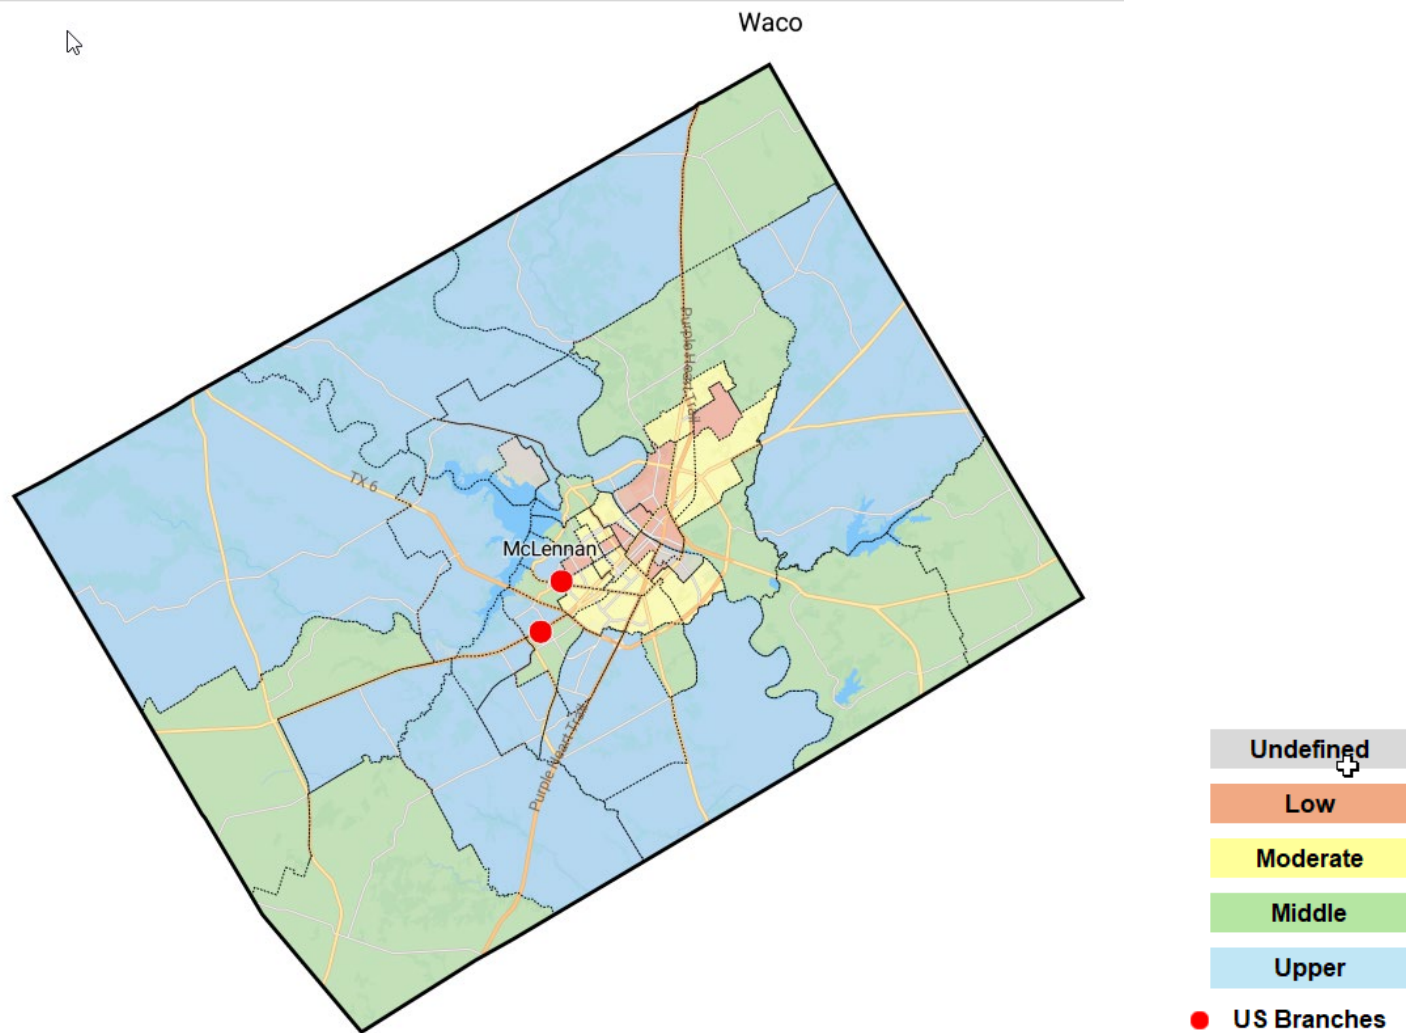 Waco
Purple Heart Trail
TX 6
McLennan
Purple Heart Trail
Undefined
Low
Moderate
Middle
Upper
US Branches